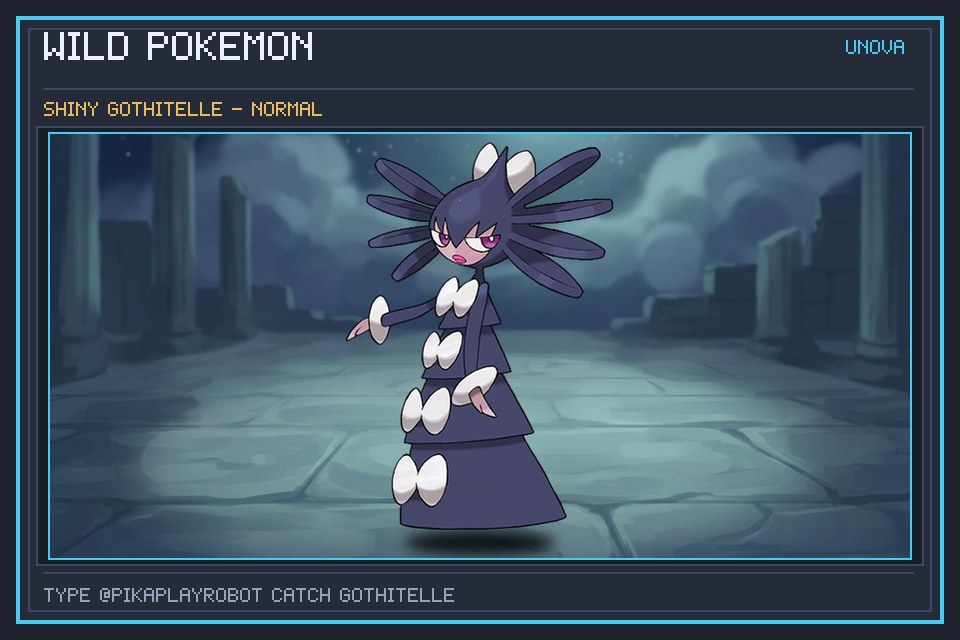 WILD POKEMON
UNOVA
SHINY GOTHITELLE - NORMAL
TYPE @PIKAPLAYROBOT CATCH GOTHITELLE